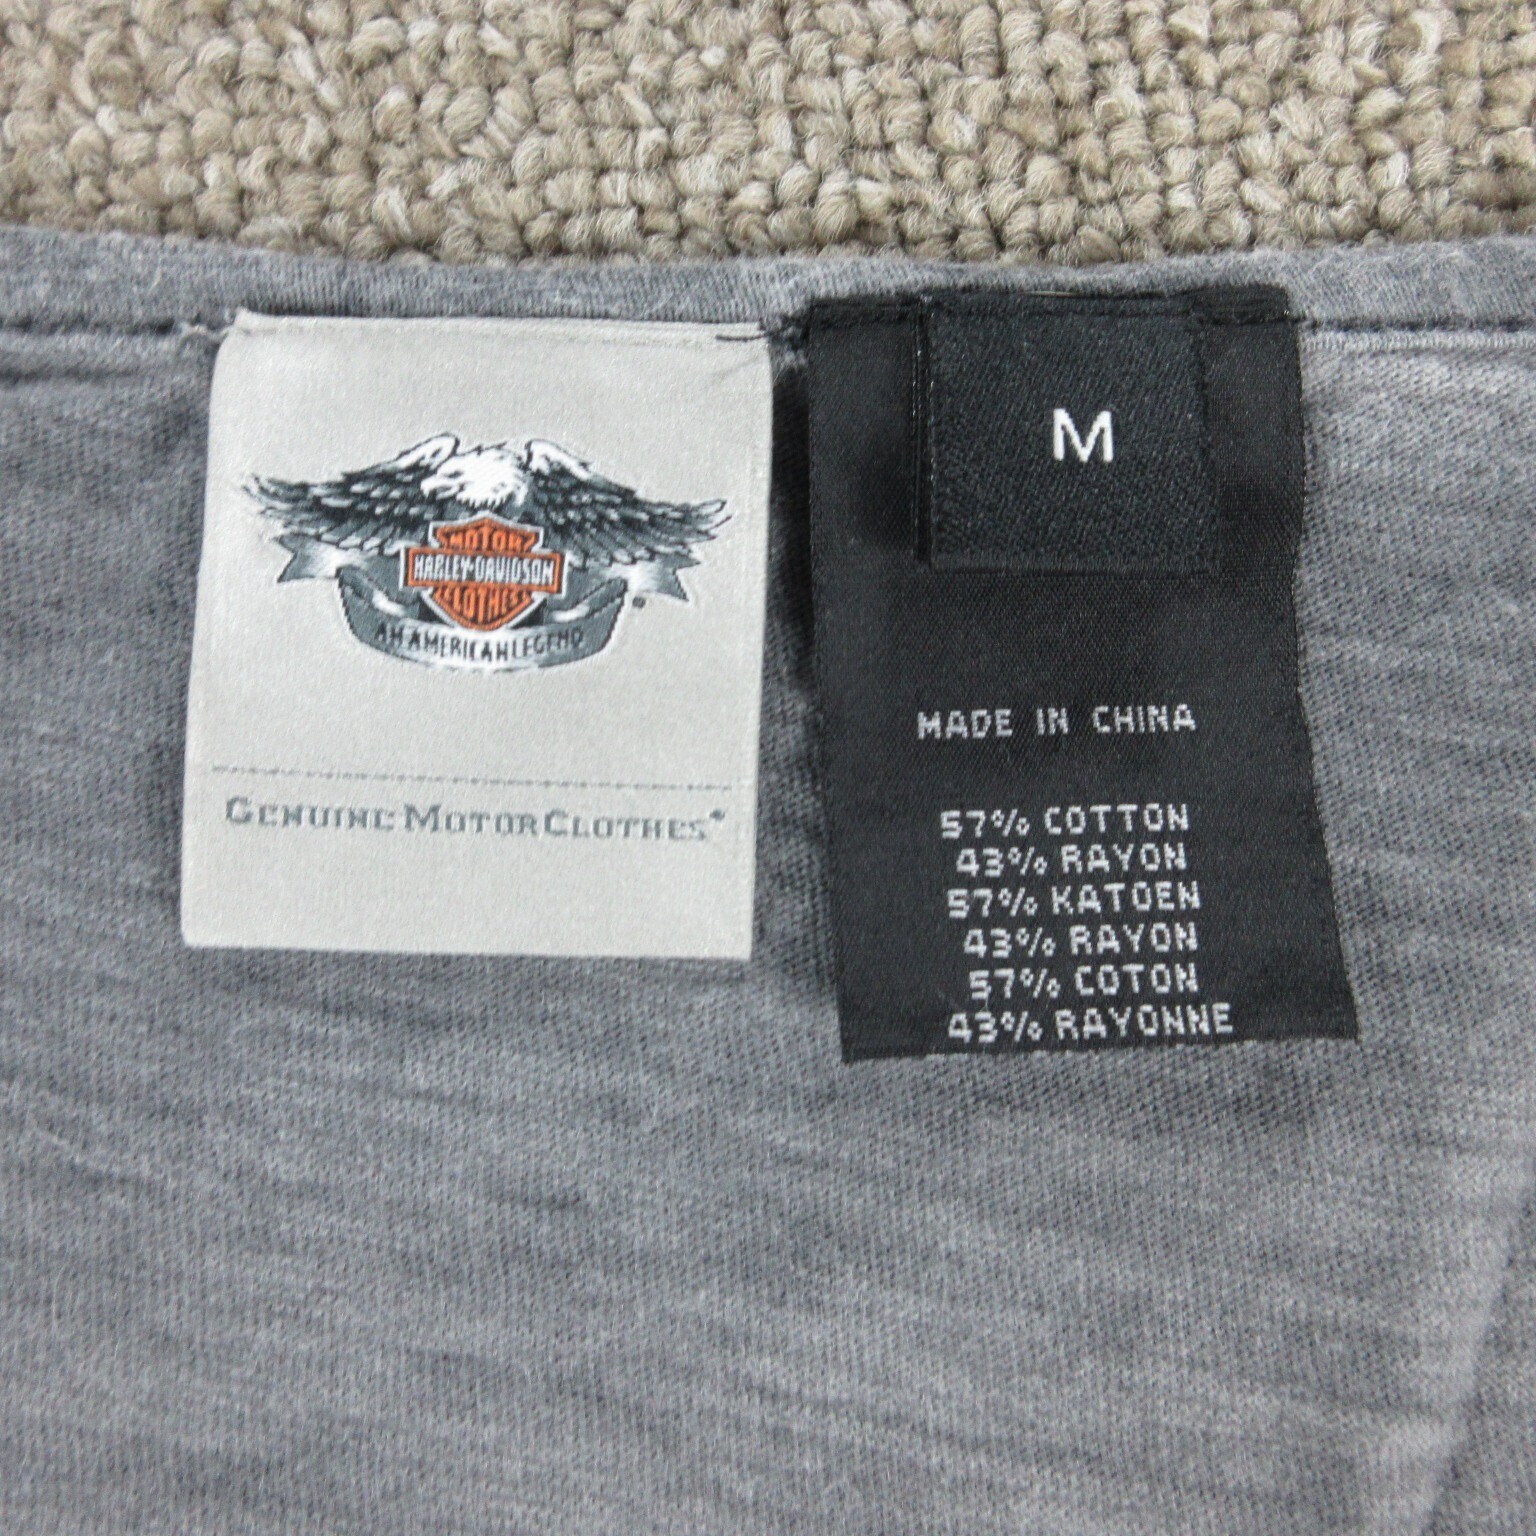 MOTOR
HARLEY-DAVIDSON
CLOTHES
AN AMERICAN LEGEND
®
GENUINE MOTORCLOTHES®
M
MADE IN CHINA
57% COTTON
43% RAYON
57% KATOEN
43% RAYON
57% COTON
43% RAYONNE